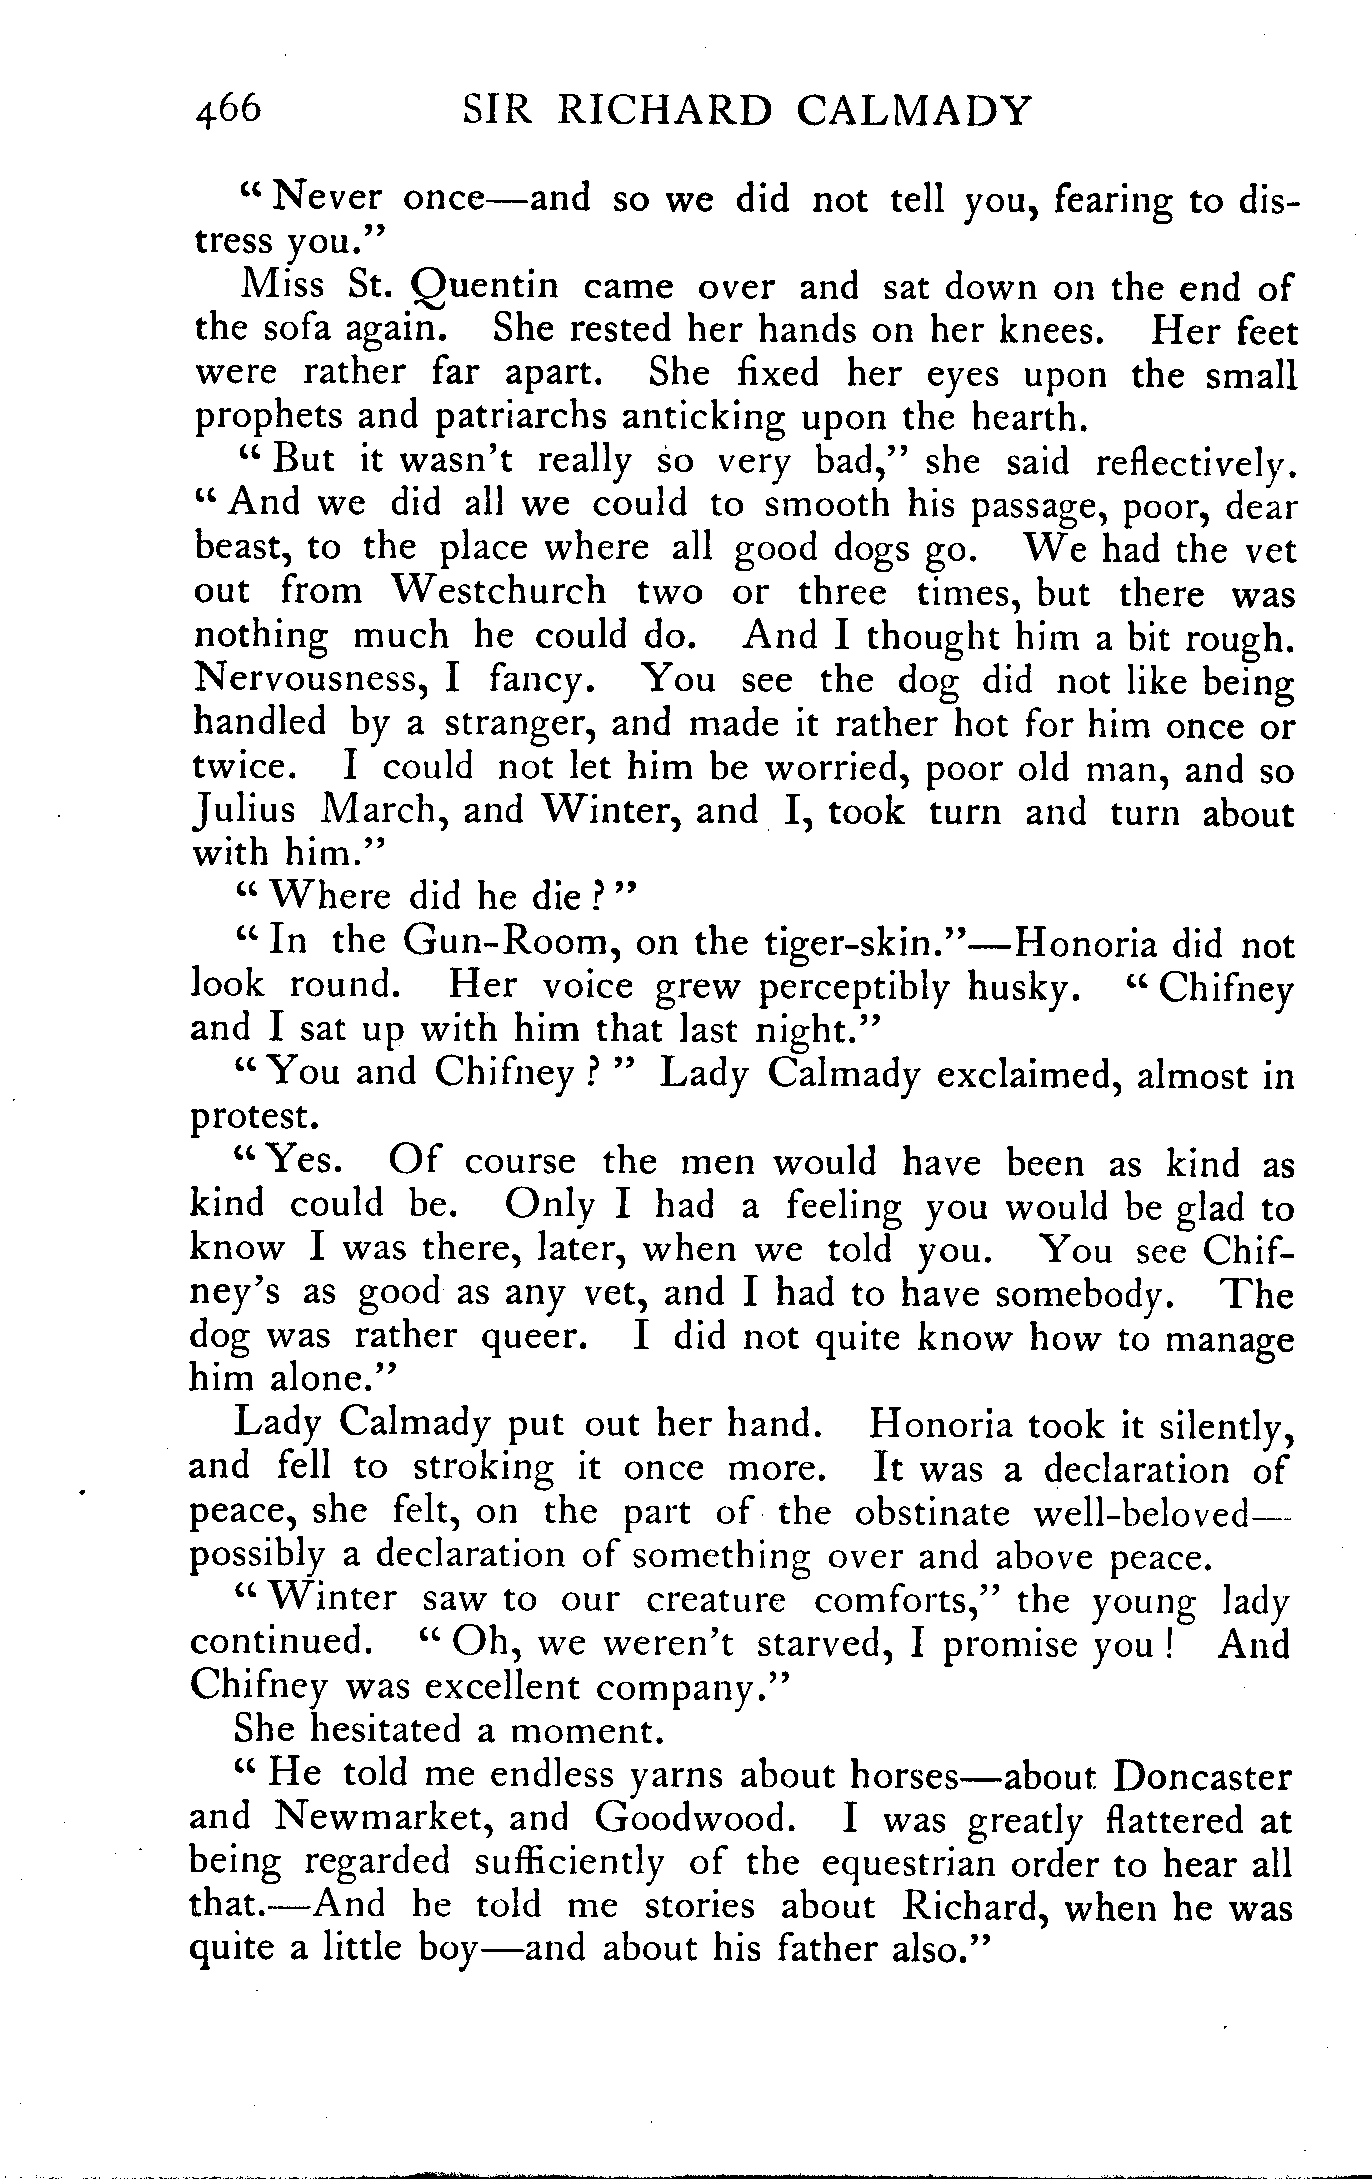 466 SIR RICHARD CALMADY
“Never once—and so we did not tell you, fearing to dis-
tress you.”
Miss St. Quentin came over and sat down on the end of
the sofa again. She rested her hands on her knees. Her feet
were rather far apart. She fixed her eyes upon the small
prophets and patriarchs anticking upon the hearth.
“But it wasn’t really so very bad,” she said reflectively.
“And we did all we could to smooth his passage, poor, dear
beast, to the place where all good dogs go. We had the vet
out from Westchurch two or three times, but there was
nothing much he could do. And I thought him a bit rough.
Nervousness, I fancy. You see the dog did not like being
handled by a stranger, and made it rather hot for him once or
twice. I could not let him be worried, poor old man, and so
Julius March, and Winter, and I, took turn and turn about
with him.”
“Where did he die?”
“In the Gun-Room, on the tiger-skin.”—Honoria did not
look round. Her voice grew perceptibly husky. “Chifney
and I sat up with him that last night.”
“You and Chifney?” Lady Calmady exclaimed, almost in
protest.
“Yes. Of course the men would have been as kind as
kind could be. Only I had a feeling you would be glad to
know I was there, later, when we told you. You see Chif-
ney’s as good as any vet, and I had to have somebody. The
dog was rather queer. I did not quite know how to manage
him alone.”
Lady Calmady put out her hand. Honoria took it silently,
and fell to stroking it once more. It was a declaration of
peace, she felt, on the part of the obstinate well-beloved—
possibly a declaration of something over and above peace.
“Winter saw to our creature comforts,” the young lady
continued. “Oh, we weren’t starved, I promise you! And
Chifney was excellent company.”
She hesitated a moment.
“He told me endless yarns about horses—about Doncaster
and Newmarket, and Goodwood. I was greatly flattered at
being regarded sufficiently of the equestrian order to hear all
that.—And he told me stories about Richard, when he was
quite a little boy—and about his father also.”